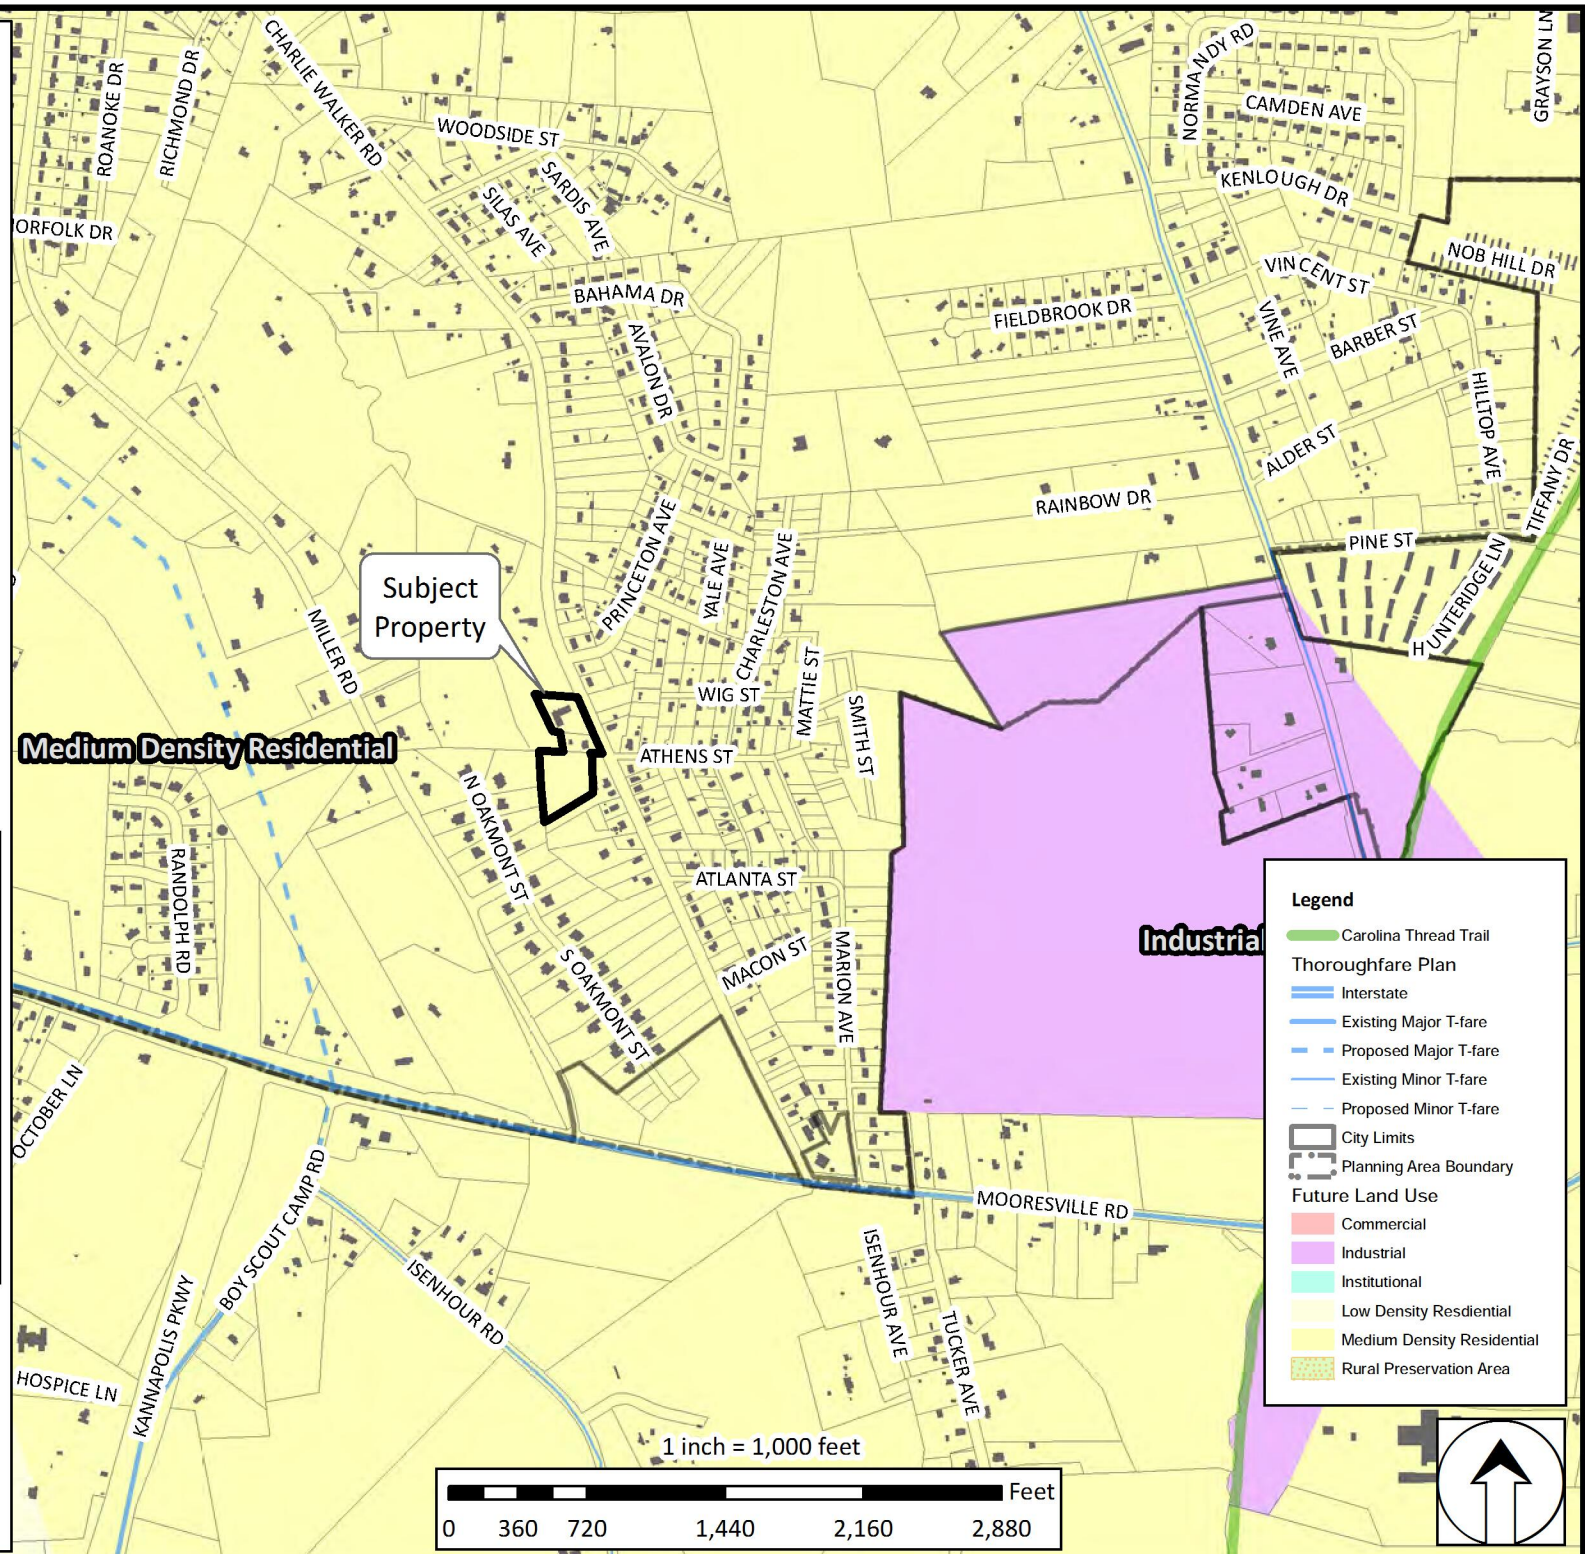 CHARLIE WALKER RD
ROANOKE DR
RICHMOND DR
WOODSIDE ST
SARDIS AVE
SILAS AVE
NORMANDY RD
CAMDEN AVE
GRAYSON LN
KENLOUGH DR
ORFOLK DR
NOB HILL DR
VINCENT ST
BAHAMA DR
FIELDBROOK DR
VINE AVE
BARBER ST
AVALON DR
HILLTOP AVE
ALDER ST
TIFFANY DR
RAINBOW DR
PINE ST
PRINCETON AVE
YALE AVE
CHARLESTON AVE
HUNTERIDGE LN
Subject
Property
MILLER RD
WIG ST
MATTIE ST
SMITH ST
Medium Density Residential
ATHENS ST
N OAKMONT ST
RANDOLPH RD
ATLANTA ST
Industrial
MACON ST
MARION AVE
S OAKMONT ST
OCTOBER LN
BOY SCOUT CAMP RD
MOORESVILLE RD
ISENHOUR RD
ISENHOUR AVE
TUCKER AVE
KANNAPOLIS PKWY
HOSPICE LN
Legend
Carolina Thread Trail
Thoroughfare Plan
Interstate
Existing Major T-fare
Proposed Major T-fare
Existing Minor T-fare
Proposed Minor T-fare
City Limits
Planning Area Boundary
Future Land Use
Commercial
Industrial
Institutional
Low Density Resdiential
Medium Density Residential
Rural Preservation Area
1 inch = 1,000 feet
Feet
0 360 720 1,440 2,160 2,880